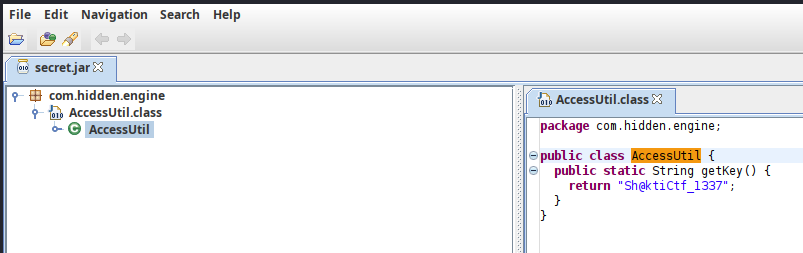 File Edit Navigation Search Help
secret.jar
com.hidden.engine
AccessUtil.class
AccessUtil
AccessUtil.class
package com.hidden.engine;
public class AccessUtil {
public static String getKey() {
return "Sh@ktiCtf_1337";
}
}